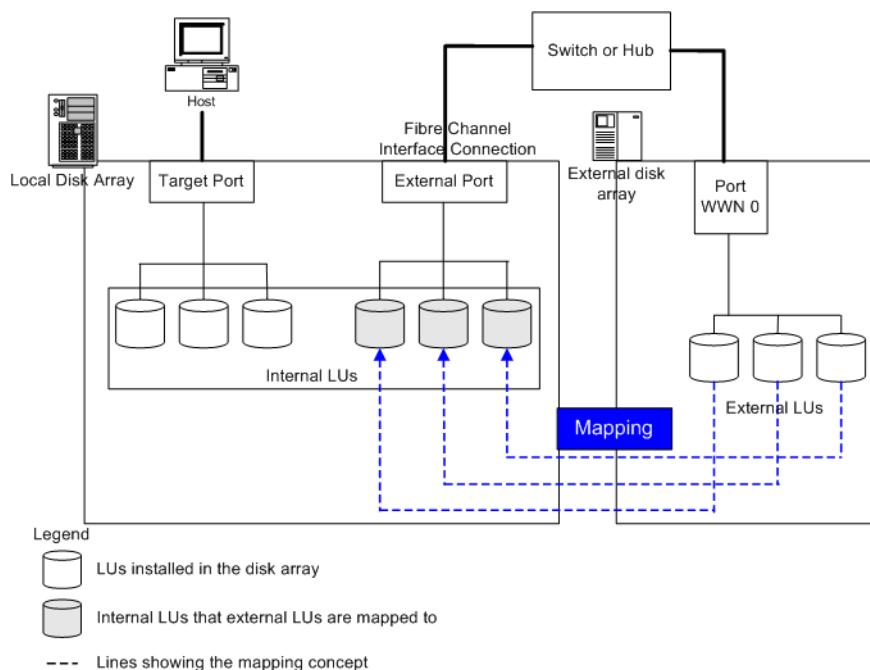 Switch or Hub
Host
Fibre Channel
Interface Connection
Local Disk Array
Target Port
External Port
External disk
array
Port
WWN 0
Internal LUs
External LUs
Mapping
Legend
LUs installed in the disk array
Internal LUs that external LUs are mapped to
Lines showing the mapping concept